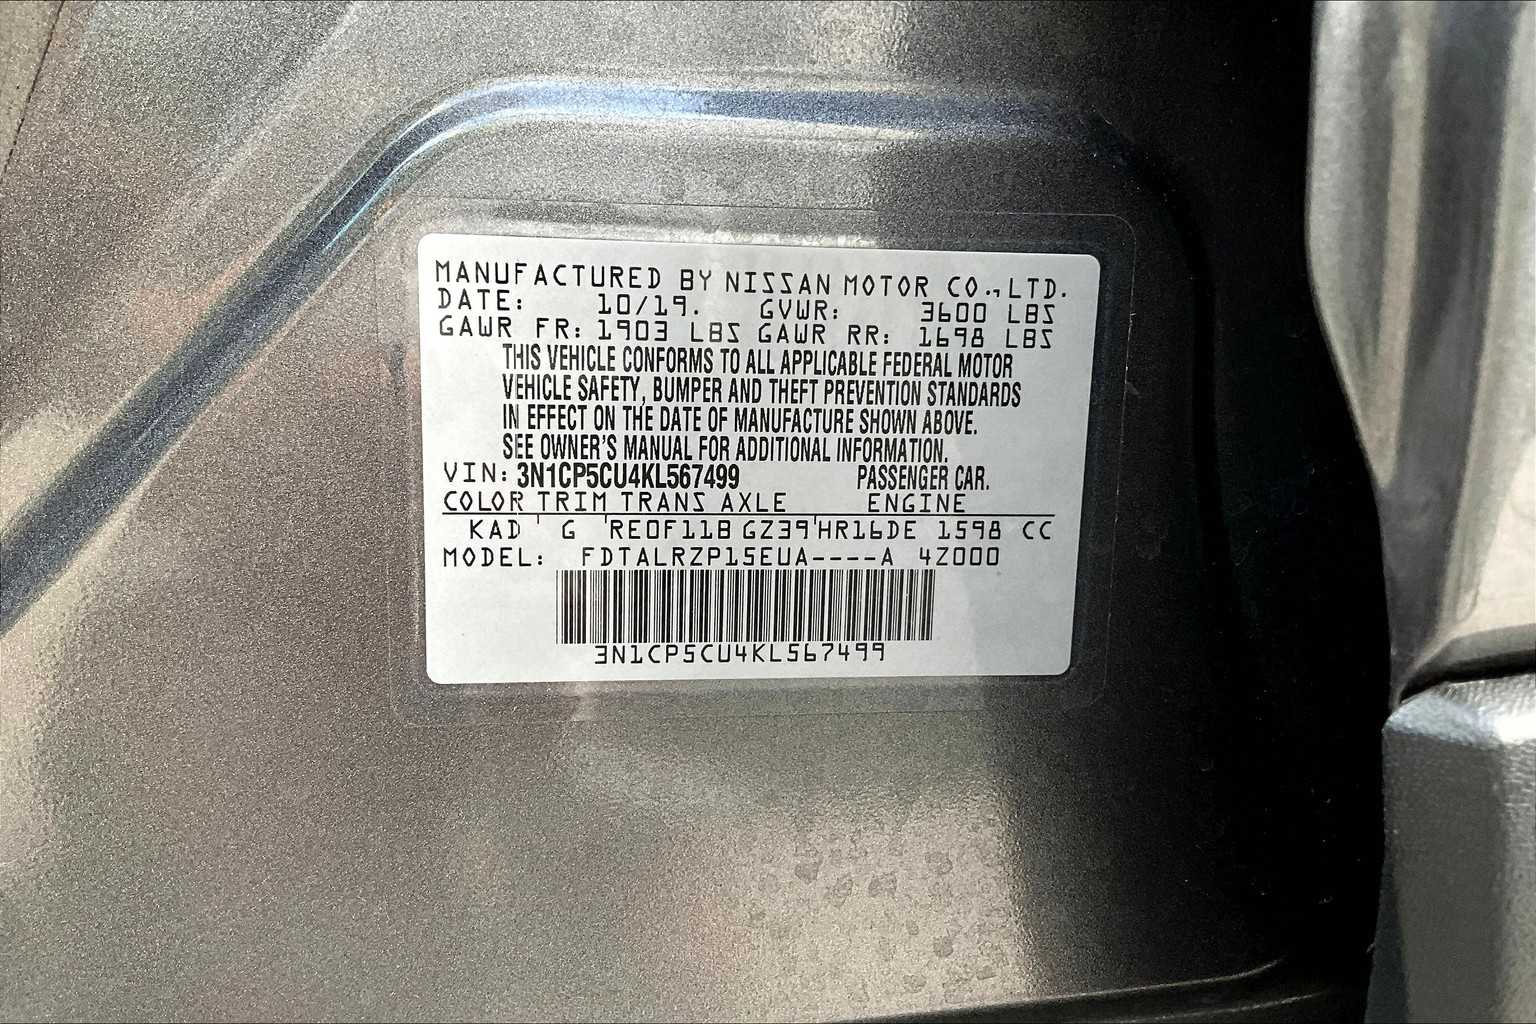 MANUFACTURED BY NISSAN MOTOR CO., LTD.
DATE: 10/19. GVWR: 3600 LBS
GAWR FR: 1903 LBS GAWR RR: 1698 LBS
THIS VEHICLE CONFORMS TO ALL APPLICABLE FEDERAL MOTOR
VEHICLE SAFETY, BUMPER AND THEFT PREVENTION STANDARDS
IN EFFECT ON THE DATE OF MANUFACTURE SHOWN ABOVE.
SEE OWNER'S MANUAL FOR ADDITIONAL INFORMATION.
VIN: 3N1CP5CU4KL567499 PASSENGER CAR.
COLOR TRIM TRANS AXLE ENGINE
KAD ' G 'RE0F11B GZ39'HR16DE 1598 CC
MODEL: FDTALRZP15EUA----A 4Z000
3N1CP5CU4KL567499